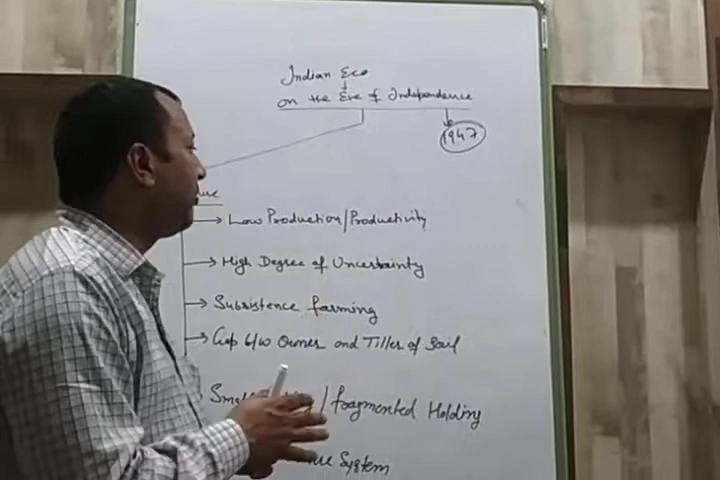 Indian Eco
on the Eve of Independence
1947
Low Production/Productivity
High Degree of Uncertainty
Subsistence farming
Gap b/w Owner and Tiller of Soil
/ fragmented Holding
System